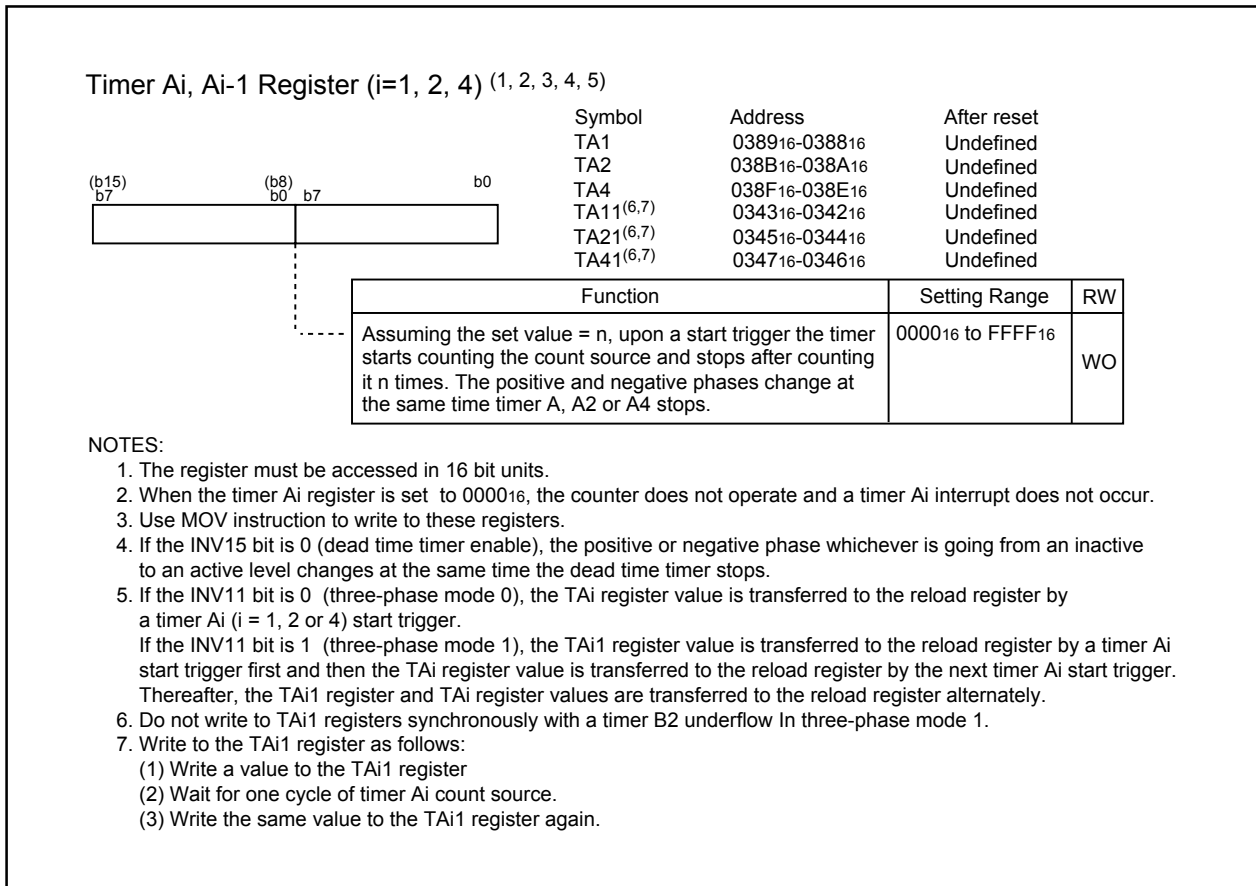 Timer Ai, Ai-1 Register (i=1, 2, 4) (1, 2, 3, 4, 5)
Symbol Address After reset
TA1 038916-038816 Undefined
TA2 038B16-038A16 Undefined
TA4 038F16-038E16 Undefined
TA11(6,7) 034316-034216 Undefined
TA21(6,7) 034516-034416 Undefined
TA41(6,7) 034716-034616 Undefined
(b15) (b8)
b7 b0 b7 b0
Function Setting Range RW
Assuming the set value = n, upon a start trigger the timer
starts counting the count source and stops after counting
it n times. The positive and negative phases change at
the same time timer A, A2 or A4 stops.
000016 to FFFF16
WO
NOTES:
1. The register must be accessed in 16 bit units.
2. When the timer Ai register is set to 000016, the counter does not operate and a timer Ai interrupt does not occur.
3. Use MOV instruction to write to these registers.
4. If the INV15 bit is 0 (dead time timer enable), the positive or negative phase whichever is going from an inactive
to an active level changes at the same time the dead time timer stops.
5. If the INV11 bit is 0 (three-phase mode 0), the TAi register value is transferred to the reload register by
a timer Ai (i = 1, 2 or 4) start trigger.
If the INV11 bit is 1 (three-phase mode 1), the TAi1 register value is transferred to the reload register by a timer Ai
start trigger first and then the TAi register value is transferred to the reload register by the next timer Ai start trigger.
Thereafter, the TAi1 register and TAi register values are transferred to the reload register alternately.
6. Do not write to TAi1 registers synchronously with a timer B2 underflow In three-phase mode 1.
7. Write to the TAi1 register as follows:
(1) Write a value to the TAi1 register
(2) Wait for one cycle of timer Ai count source.
(3) Write the same value to the TAi1 register again.